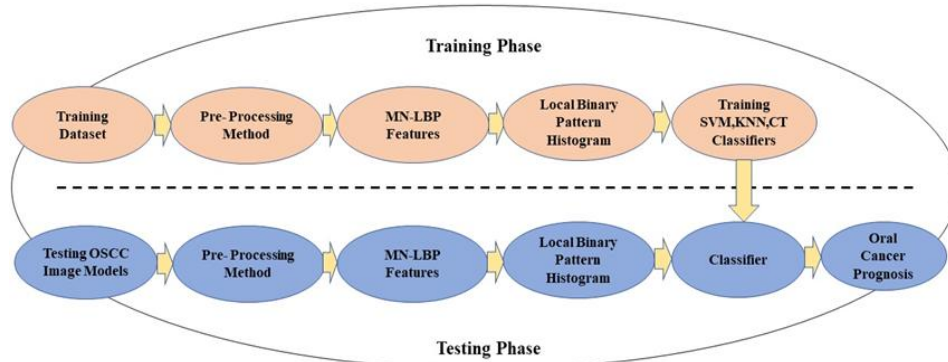 Training Phase
Training
Dataset
Pre- Processing
Method
MN-LBP
Features
Local Binary
Pattern
Histogram
Training
SVM,KNN,CT
Classifiers
Testing OSCC
Image Models
Pre- Processing
Method
MN-LBP
Features
Local Binary
Pattern
Histogram
Classifier
Oral
Cancer
Prognosis
Testing Phase